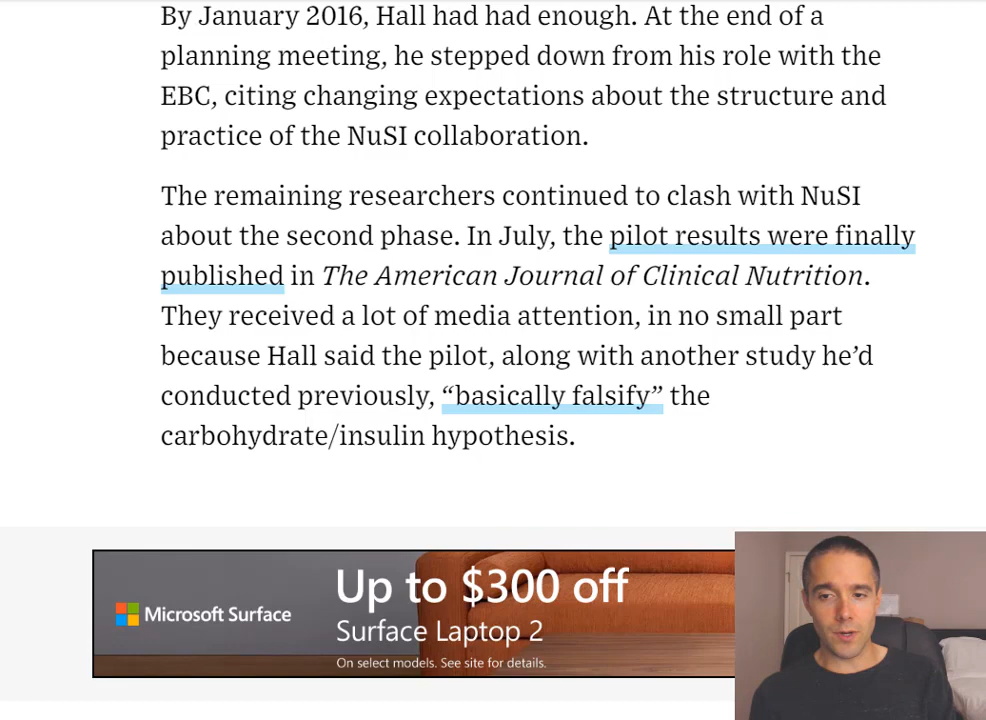 By January 2016, Hall had had enough. At the end of a
planning meeting, he stepped down from his role with the
EBC, citing changing expectations about the structure and
practice of the NuSI collaboration.
The remaining researchers continued to clash with NuSI
about the second phase. In July, the pilot results were finally
published in The American Journal of Clinical Nutrition.
They received a lot of media attention, in no small part
because Hall said the pilot, along with another study he’d
conducted previously, “basically falsify” the
carbohydrate/insulin hypothesis.
Microsoft Surface
Up to $300 off
Surface Laptop 2
On select models. See site for details.